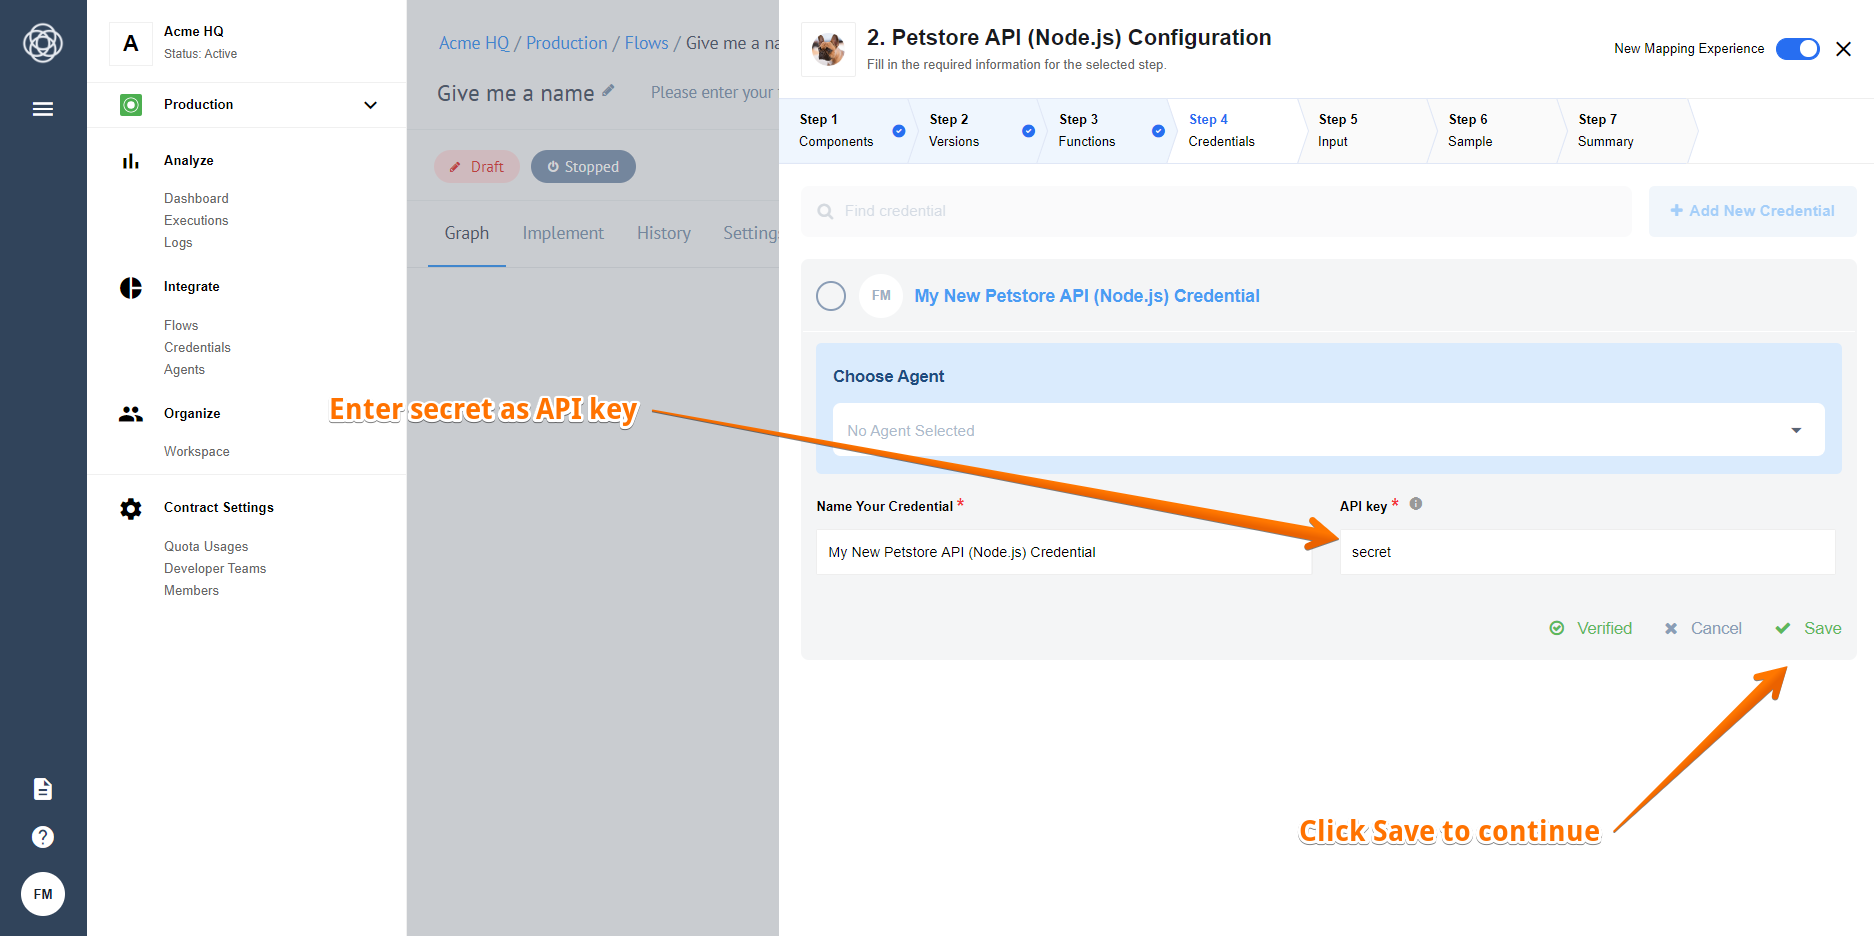 A
Acme HQ
Status: Active
Production
Analyze
Dashboard
Executions
Logs
Integrate
Flows
Credentials
Agents
Organize
Workspace
Contract Settings
Quota Usages
Developer Teams
Members
?
FM
Acme HQ / Production / Flows / Give me a na
Give me a name
Please enter your
Draft
Stopped
Graph
Implement
History
Setting
2. Petstore API (Node.js) Configuration
Fill in the required information for the selected step.
New Mapping Experience
Step 1
Components
Step 2
Versions
Step 3
Functions
Step 4
Credentials
Step 5
Input
Step 6
Sample
Step 7
Summary
Find credential
+ Add New Credential
FM
My New Petstore API (Node.js) Credential
Choose Agent
No Agent Selected
Enter secret as API key
Name Your Credential *
My New Petstore API (Node.js) Credential
API key *
secret
Verified
Cancel
Save
Click Save to continue